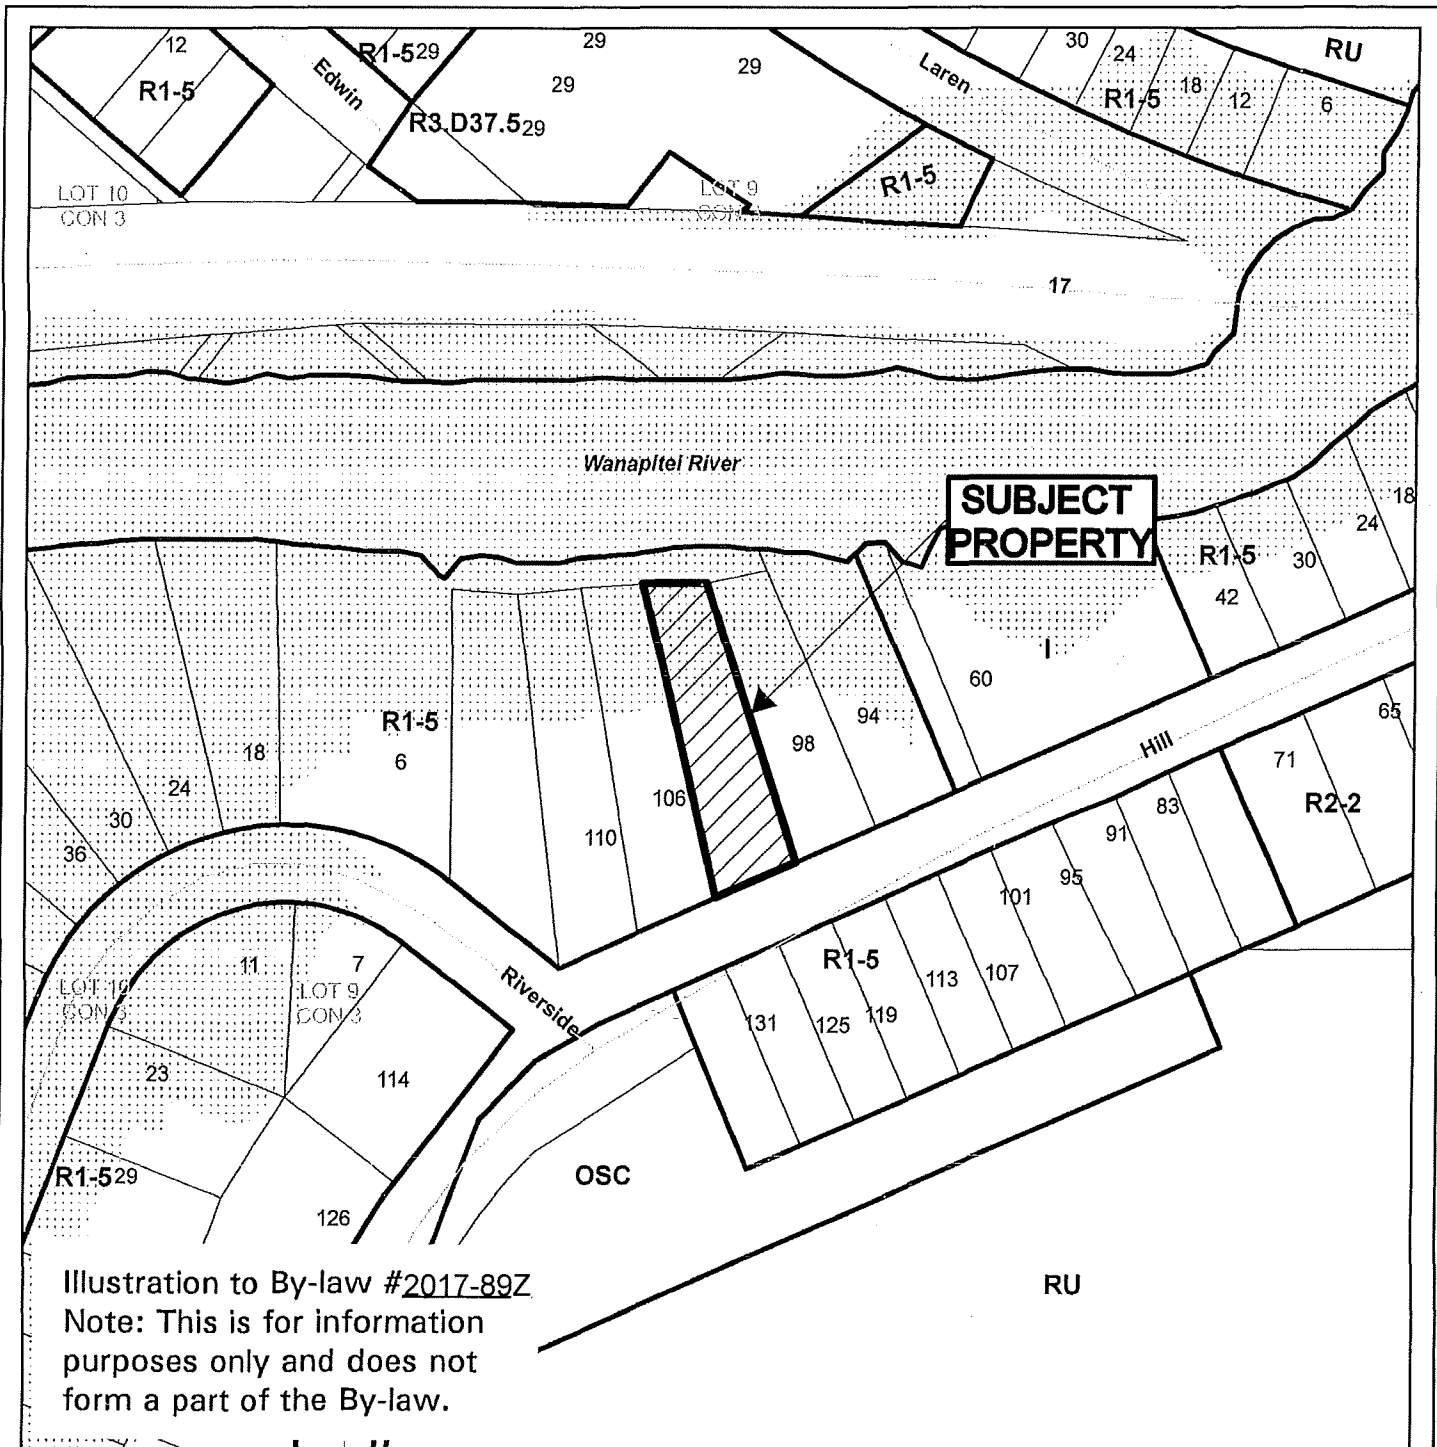 12
R1-5
Edwin
R1-529
29
29
29
R3.D37.529
Laren
30
24
R1-5
18
12
6
RU
LOT 10
CON 3
LOT 9
R1-5
17
Wanapitei River
SUBJECT
PROPERTY
R1-5
42
30
24
18
I
60
94
98
R1-5
6
18
24
30
36
106
110
Hill
65
71
R2-2
83
91
95
101
R1-5
107
113
119
125
131
Riverside
11
7
LOT 10
CON 3
LOT 9
CON 3
23
114
R1-529
126
OSC
RU
Illustration to By-law #2017-89Z
Note: This is for information
purposes only and does not
form a part of the By-law.